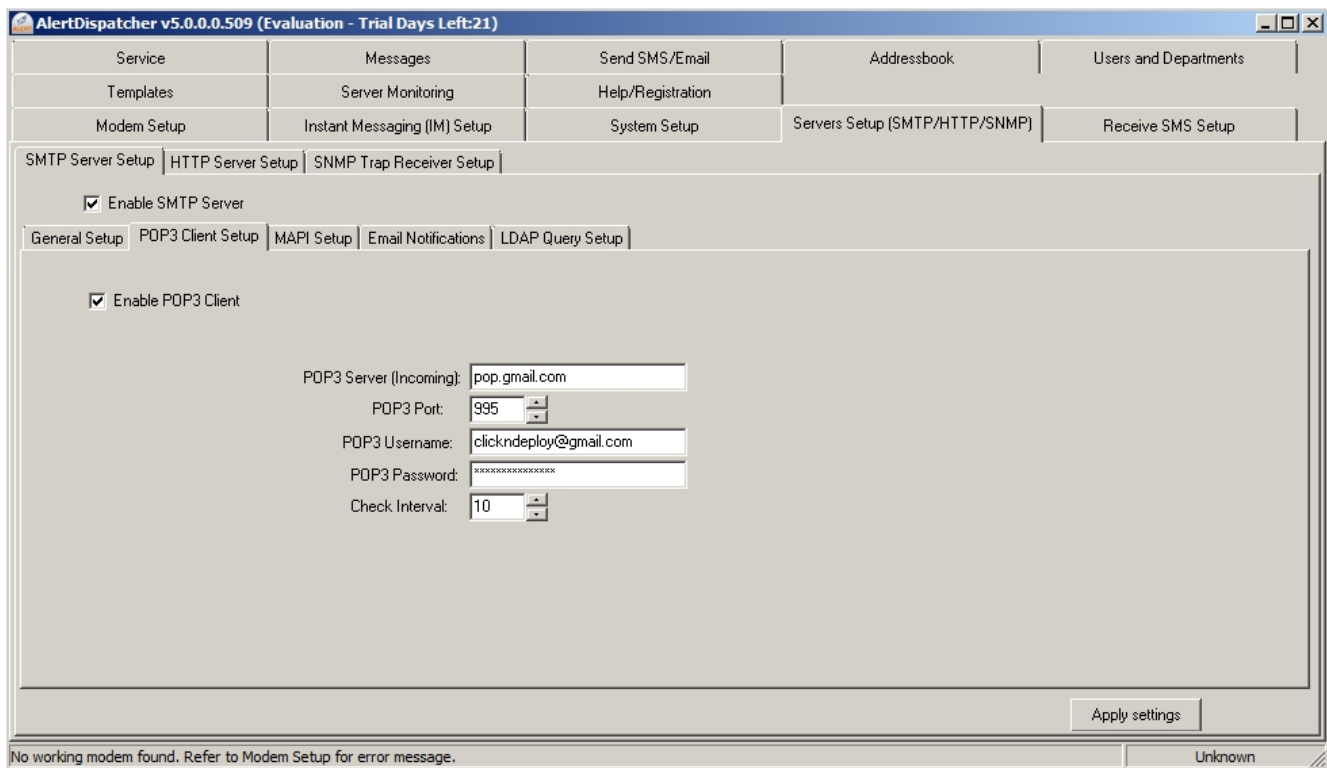 AlertDispatcher v5.0.0.0.509 (Evaluation - Trial Days Left:21)
Service Messages Send SMS/Email Addressbook Users and Departments
Templates Server Monitoring Help/Registration
Modem Setup Instant Messaging (IM) Setup System Setup Servers Setup (SMTP/HTTP/SNMP) Receive SMS Setup
SMTP Server Setup HTTP Server Setup SNMP Trap Receiver Setup
Enable SMTP Server
General Setup POP3 Client Setup MAPI Setup Email Notifications LDAP Query Setup
Enable POP3 Client
POP3 Server (Incoming): pop.gmail.com
POP3 Port: 995
POP3 Username: clickndeploy@gmail.com
POP3 Password: ***************
Check Interval: 10
Apply settings
No working modem found. Refer to Modem Setup for error message. Unknown